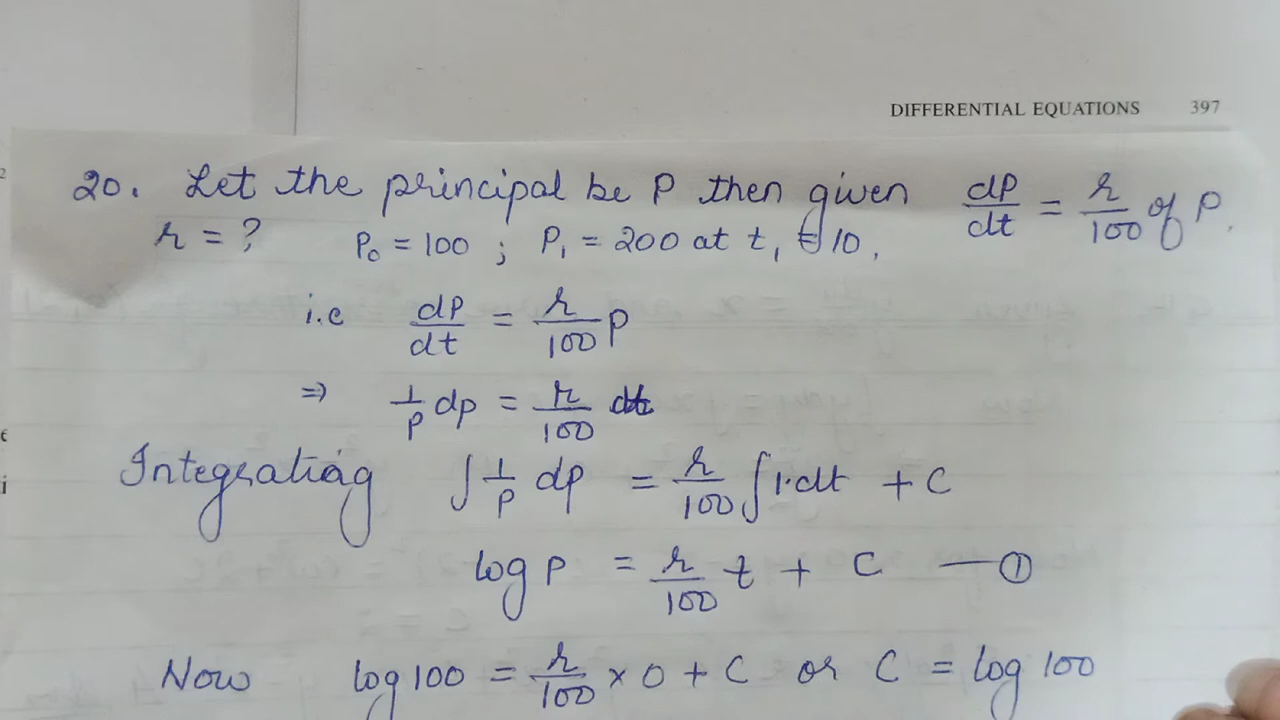 DIFFERENTIAL EQUATIONS 397
20. Let the principal be P then given dP/dt = r/100 of P.
r = ? P₀ = 100 ; P₁ = 200 at t₁ = 10.
i.e dP/dt = r/100 P
⇒ 1/P dp = r/100 dt
Integrating ∫ 1/P dp = r/100 ∫ 1·dt + C
log P = r/100 t + C — ①
Now log 100 = r/100 × 0 + C or C = log 100